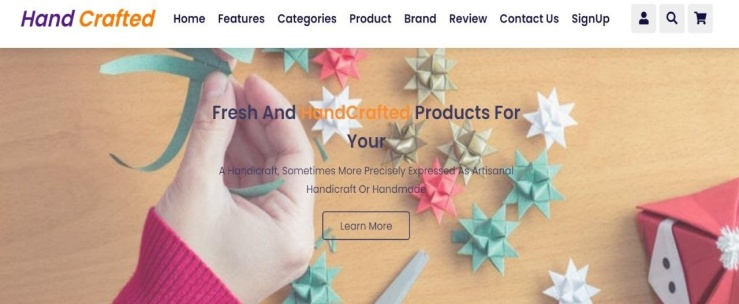 Hand Crafted
Home Features Categories Product Brand Review Contact Us SignUp
Fresh And HandCrafted Products For
Your
A Handicraft, Sometimes More Precisely Expressed As Artisanal
Handicraft Or Handmade
Learn More